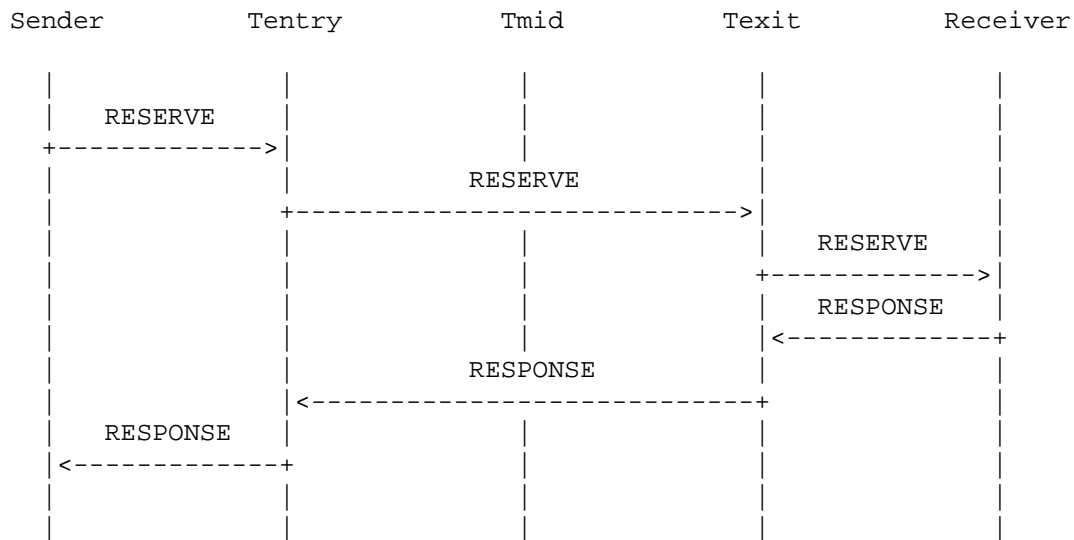 Sender Tentry Tmid Texit Receiver
RESERVE
RESERVE
RESERVE
RESPONSE
RESPONSE
RESPONSE